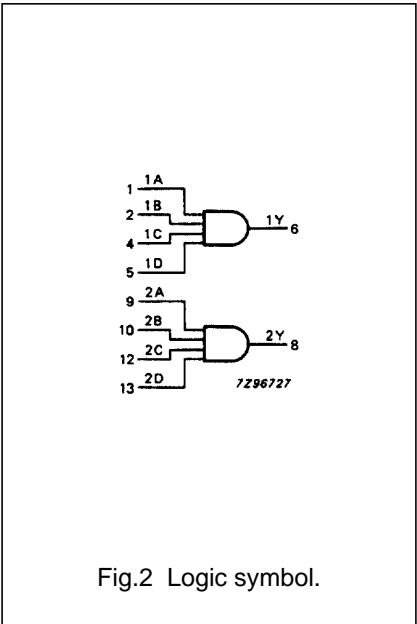 1 1A
2 1B
4 1C
5 1D
1Y 6
9 2A
10 2B
12 2C
13 2D
2Y 8
7Z96727
Fig.2 Logic symbol.